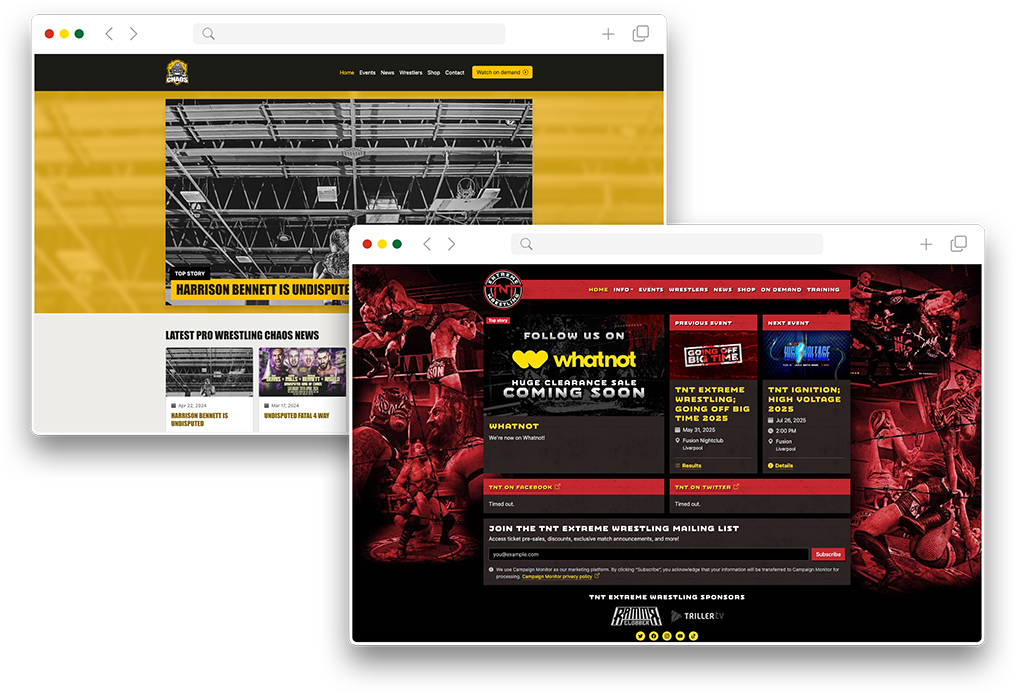 CHAOS
Home Events News Wrestlers Shop Contact Watch on demand
TOP STORY
HARRISON BENNETT IS UNDISPUTE
LATEST PRO WRESTLING CHAOS NEWS
Apr 22, 2024
HARRISON BENNETT IS
UNDISPUTED
Mar 17, 2024
UNDISPUTED FATAL 4 WAY
EXTREME
TNT
WRESTLING
HOME INFO EVENTS WRESTLERS NEWS SHOP ON DEMAND TRAINING
Top story
FOLLOW US ON
whatnot
HUGE CLEARANCE SALE
COMING SOON
WHATNOT
We're now on Whatnot!
PREVIOUS EVENT
GOING OFF
BIG TIME
TNT EXTREME
WRESTLING;
GOING OFF BIG
TIME 2025
May 31, 2025
Fusion Nightclub
Liverpool
Results
NEXT EVENT
HIGH VOLTAGE
TNT IGNITION;
HIGH VOLTAGE
2025
Jul 26, 2025
2:00 PM
Fusion
Liverpool
Details
TNT ON FACEBOOK
Timed out.
TNT ON TWITTER
Timed out.
JOIN THE TNT EXTREME WRESTLING MAILING LIST
Access ticket pre-sales, discounts, exclusive match announcements, and more!
you@example.com
Subscribe
We use Campaign Monitor as our marketing platform. By clicking "Subscribe", you acknowledge that your information will be transferred to Campaign Monitor for
processing. Campaign Monitor privacy policy
TNT EXTREME WRESTLING SPONSORS
RAMMS
CLOBBER
TRILLERTV